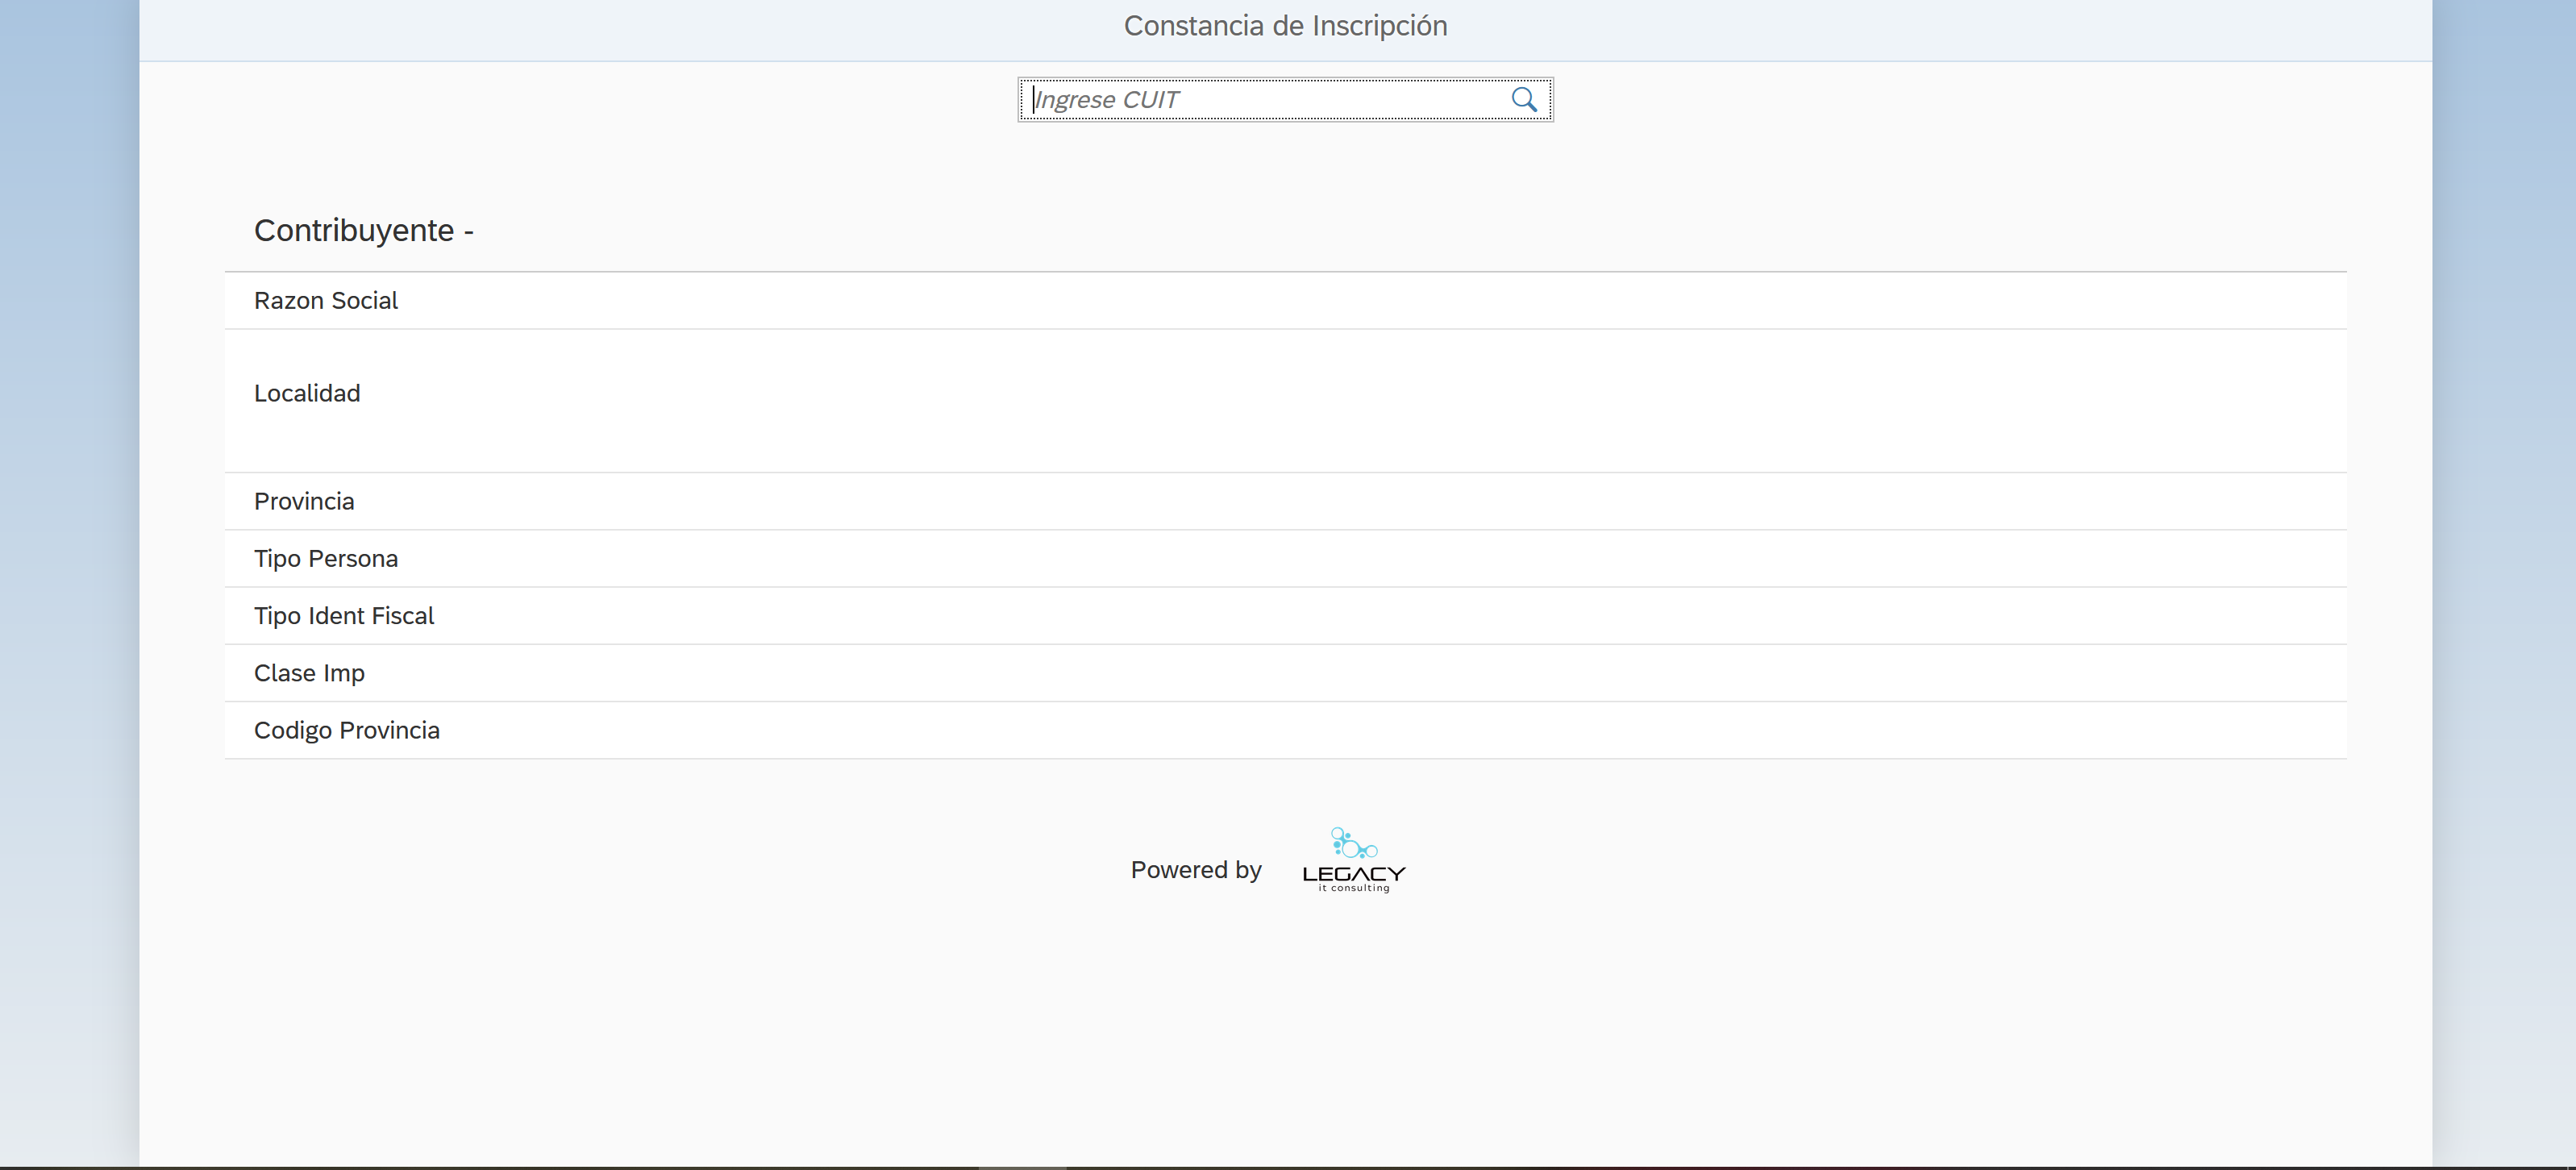 Constancia de Inscripción
Ingrese CUIT
Contribuyente -
Razon Social
Localidad
Provincia
Tipo Persona
Tipo Ident Fiscal
Clase Imp
Codigo Provincia
Powered by
LEGACY
it consulting